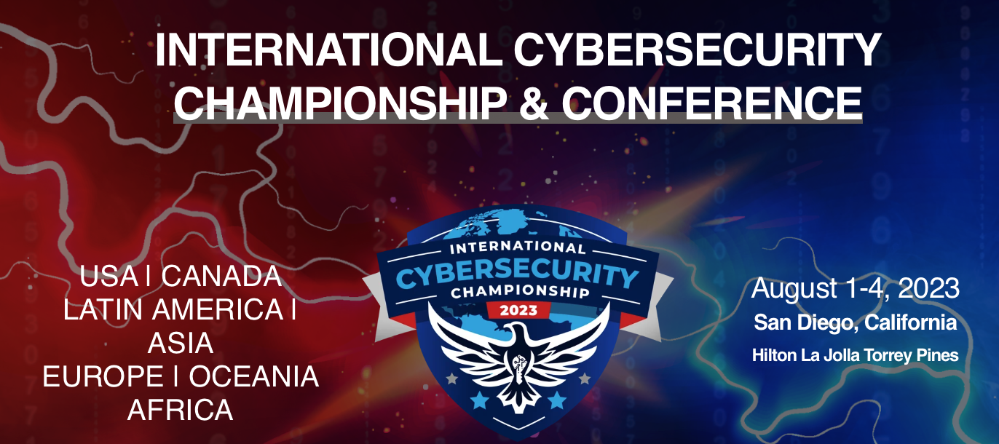 INTERNATIONAL CYBERSECURITY
CHAMPIONSHIP & CONFERENCE
USA | CANADA
LATIN AMERICA |
ASIA
EUROPE | OCEANIA
AFRICA
INTERNATIONAL
CYBERSECURITY
CHAMPIONSHIP
2023
August 1-4, 2023
San Diego, California
Hilton La Jolla Torrey Pines